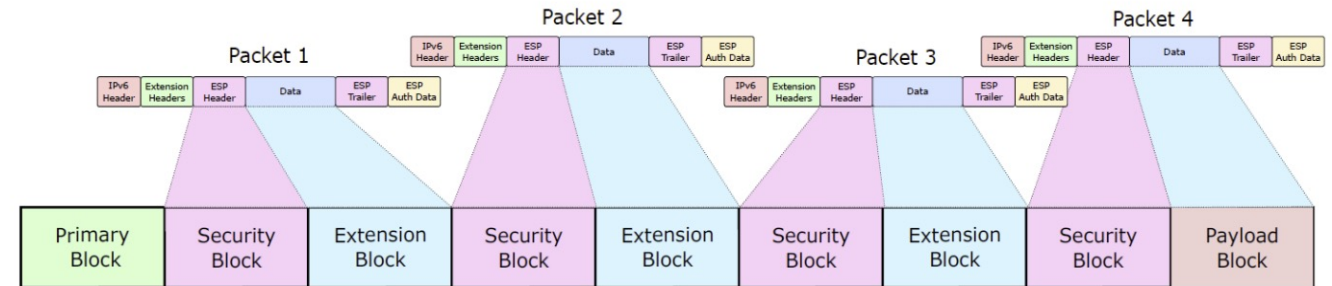 Packet 1
IPv6
Header
Extension
Headers
ESP
Header
Data
ESP
Trailer
ESP
Auth Data
Packet 2
IPv6
Header
Extension
Headers
ESP
Header
Data
ESP
Trailer
ESP
Auth Data
Packet 3
IPv6
Header
Extension
Headers
ESP
Header
Data
ESP
Trailer
ESP
Auth Data
Packet 4
IPv6
Header
Extension
Headers
ESP
Header
Data
ESP
Trailer
ESP
Auth Data
Primary
Block
Security
Block
Extension
Block
Security
Block
Extension
Block
Security
Block
Extension
Block
Security
Block
Payload
Block